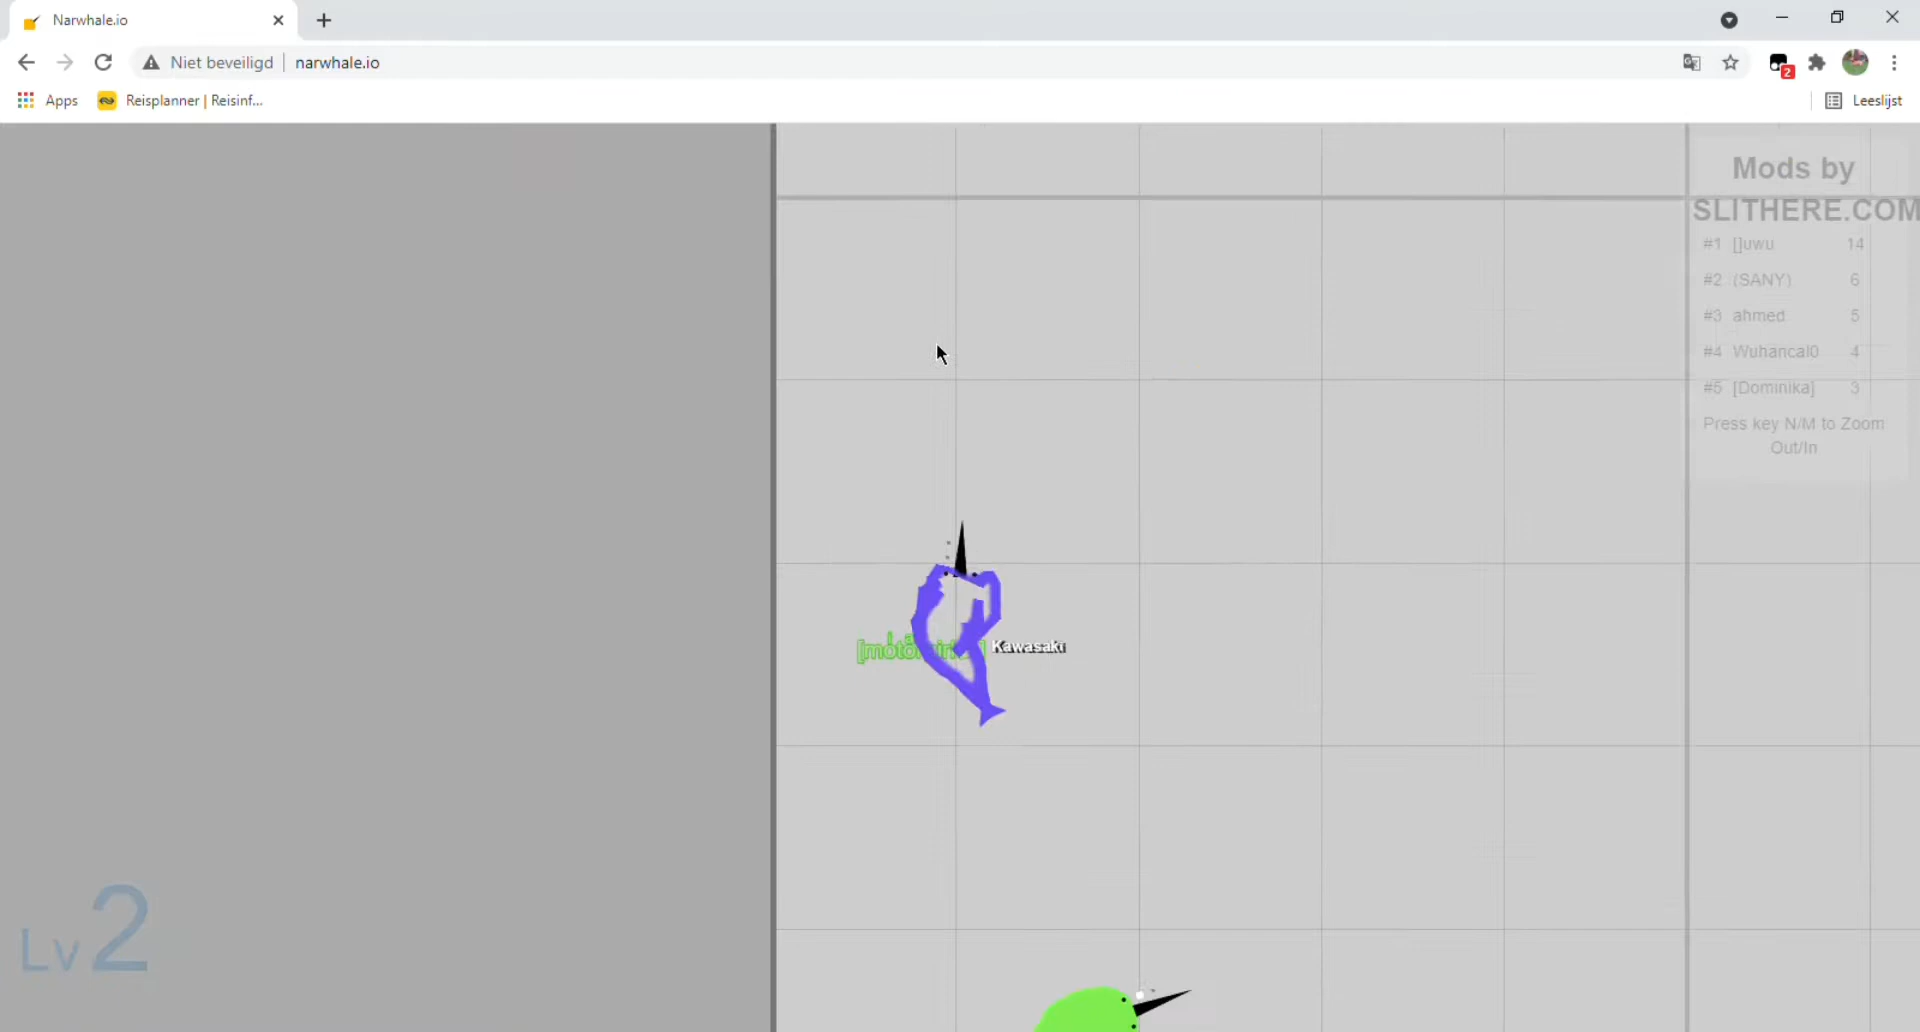 Narwhale.io
Niet beveiligd
narwhale.io
2
Apps
Reisplanner | Reisinf...
Leeslijst
Mods by
SLITHERE.COM
#1 []uwu 14
#2 (SANY) 6
#3 ahmed 5
#4 Wuhancal0 4
#5 [Dominika] 3
Press key N/M to Zoom
Out/In
Kawasaki
Lv 2